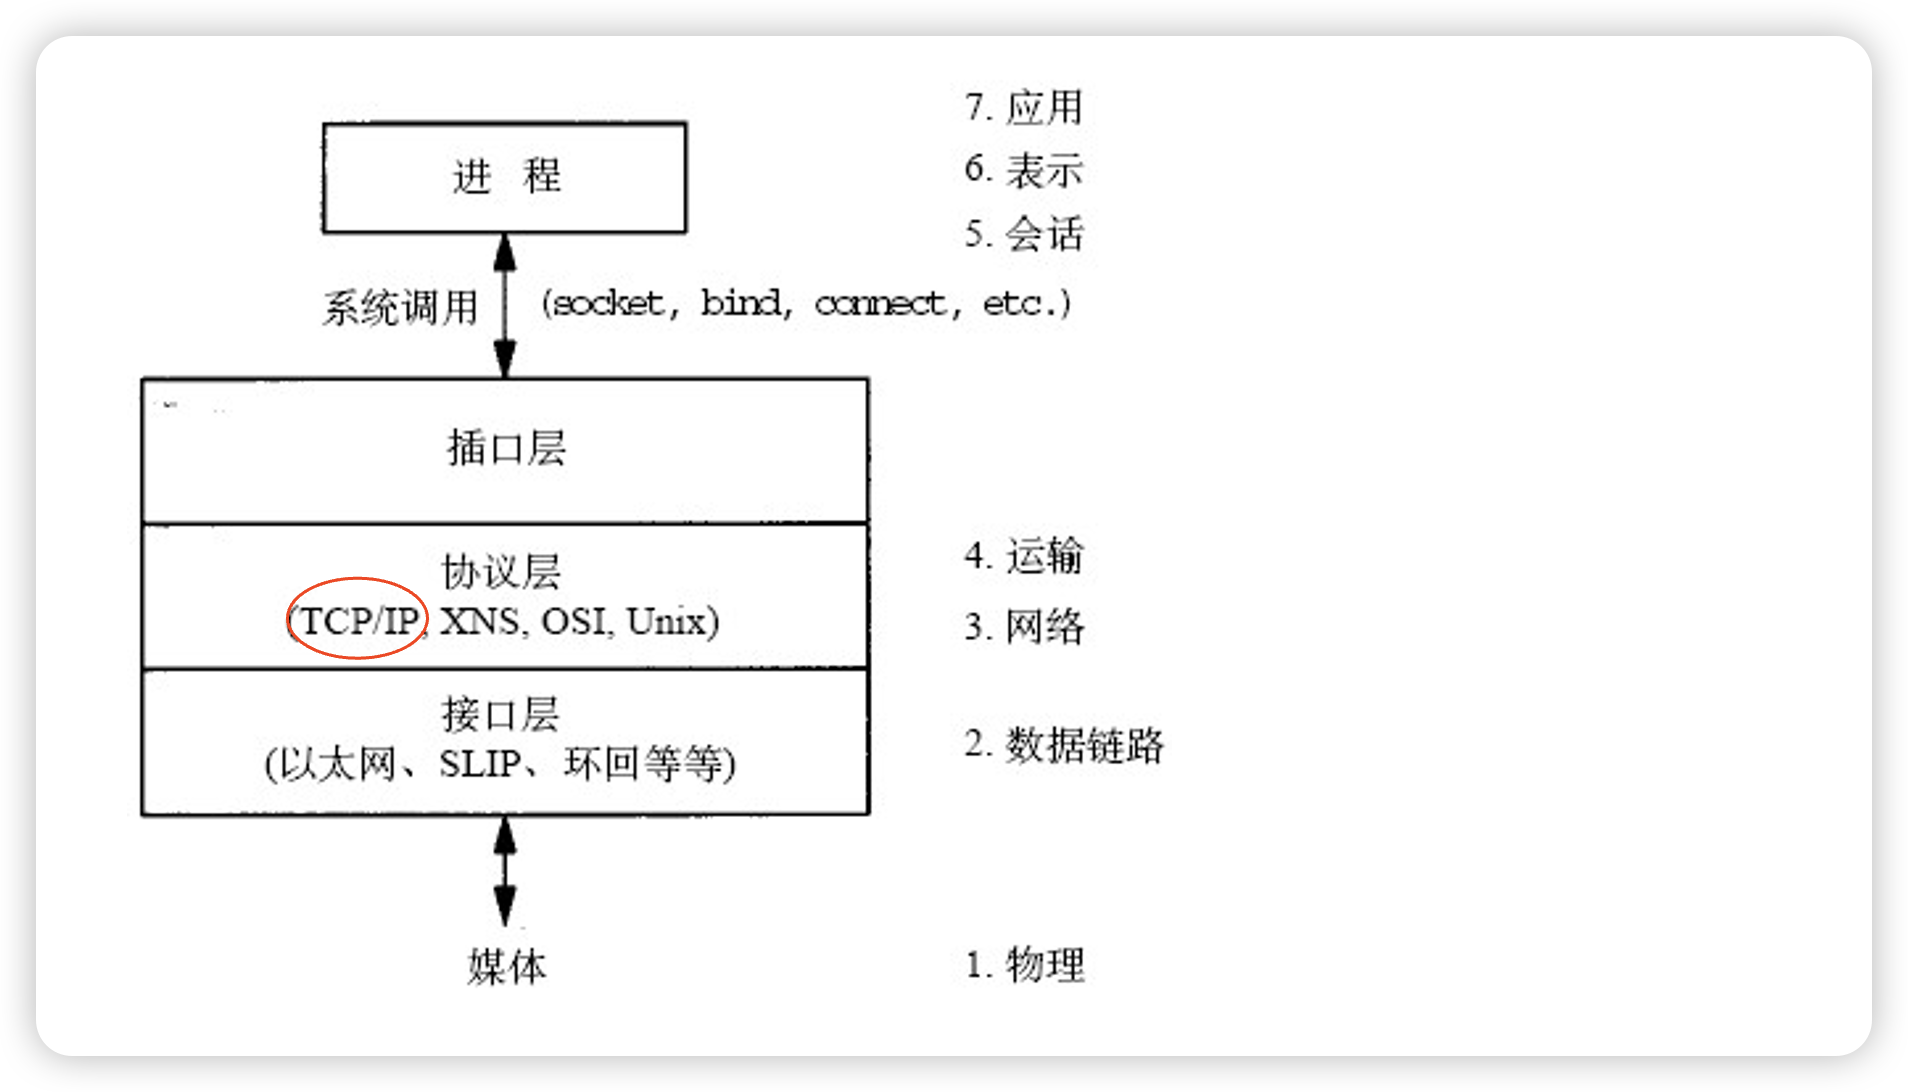 进 程
系统调用
(socket, bind, connect, etc.)
插口层
协议层
(TCP/IP, XNS, OSI, Unix)
接口层
(以太网、SLIP、环回等等)
媒体
7. 应用
6. 表示
5. 会话
4. 运输
3. 网络
2. 数据链路
1. 物理